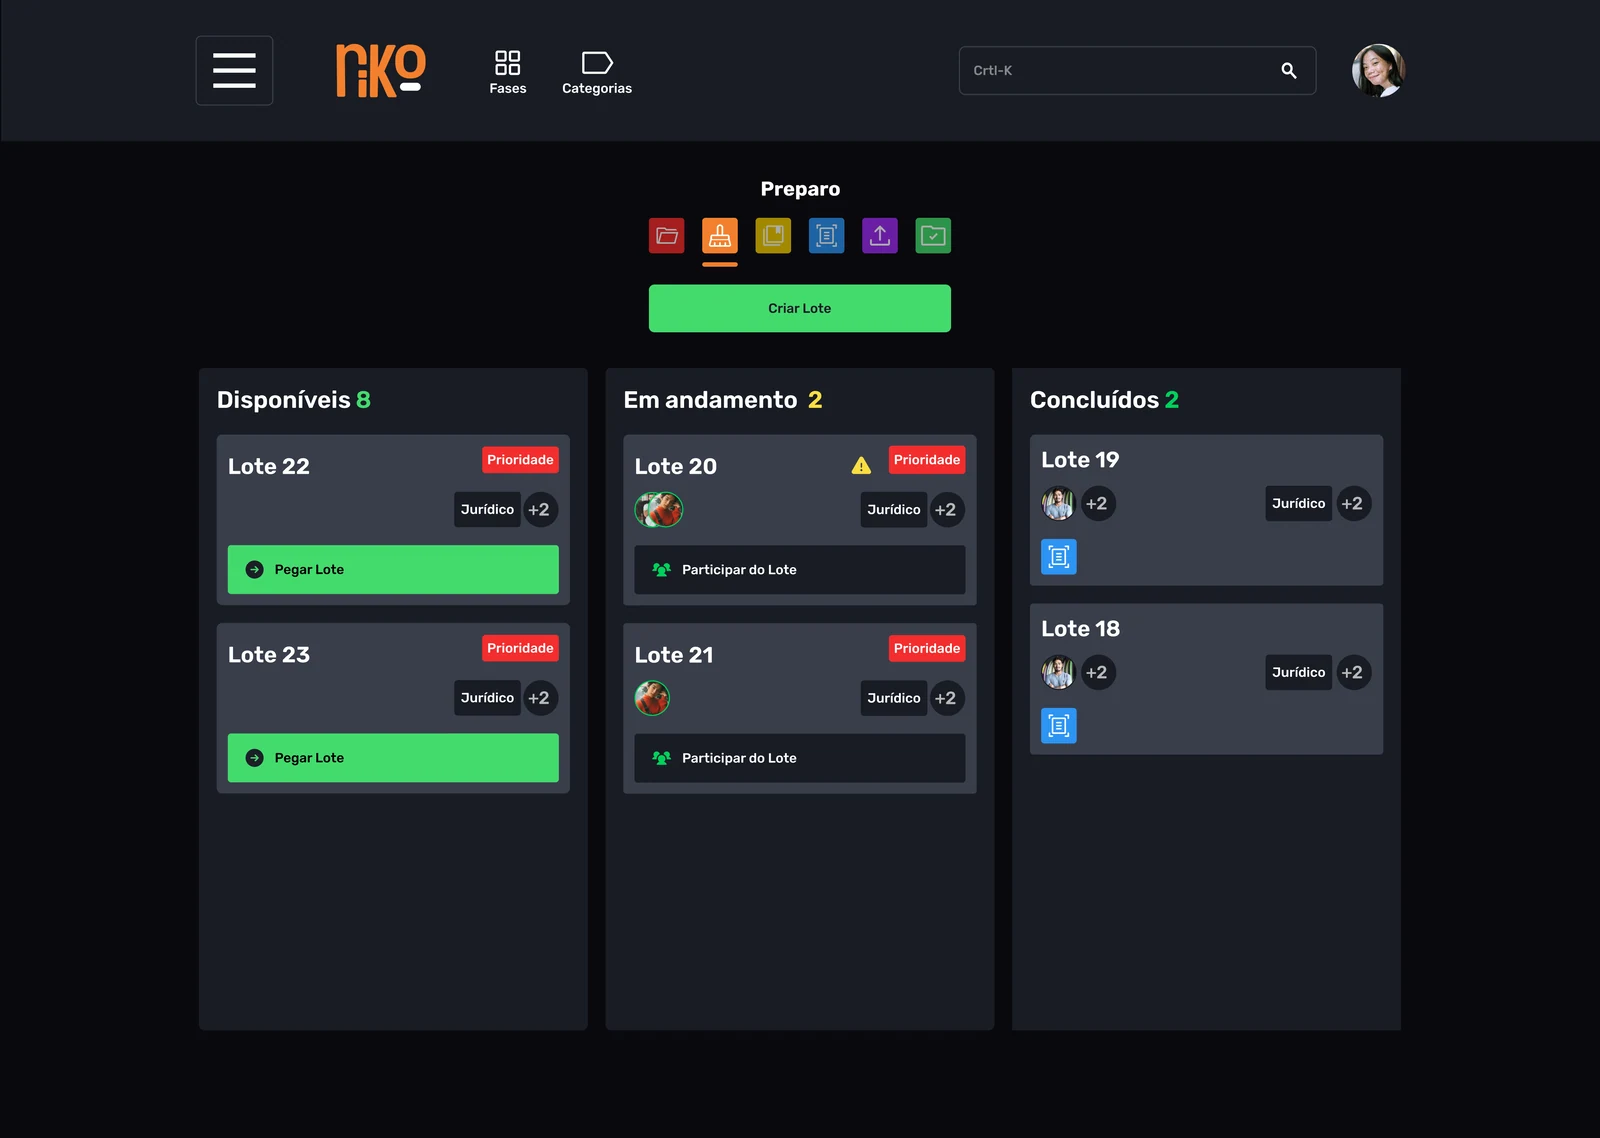 niko
Fases
Categorias
Crtl-K
Preparo
Criar Lote
Disponíveis 8
Lote 22
Prioridade
Jurídico
+2
Pegar Lote
Lote 23
Prioridade
Jurídico
+2
Pegar Lote
Em andamento 2
Lote 20
Prioridade
Jurídico
+2
Participar do Lote
Lote 21
Prioridade
Jurídico
+2
Participar do Lote
Concluídos 2
Lote 19
+2
Jurídico
+2
Lote 18
+2
Jurídico
+2